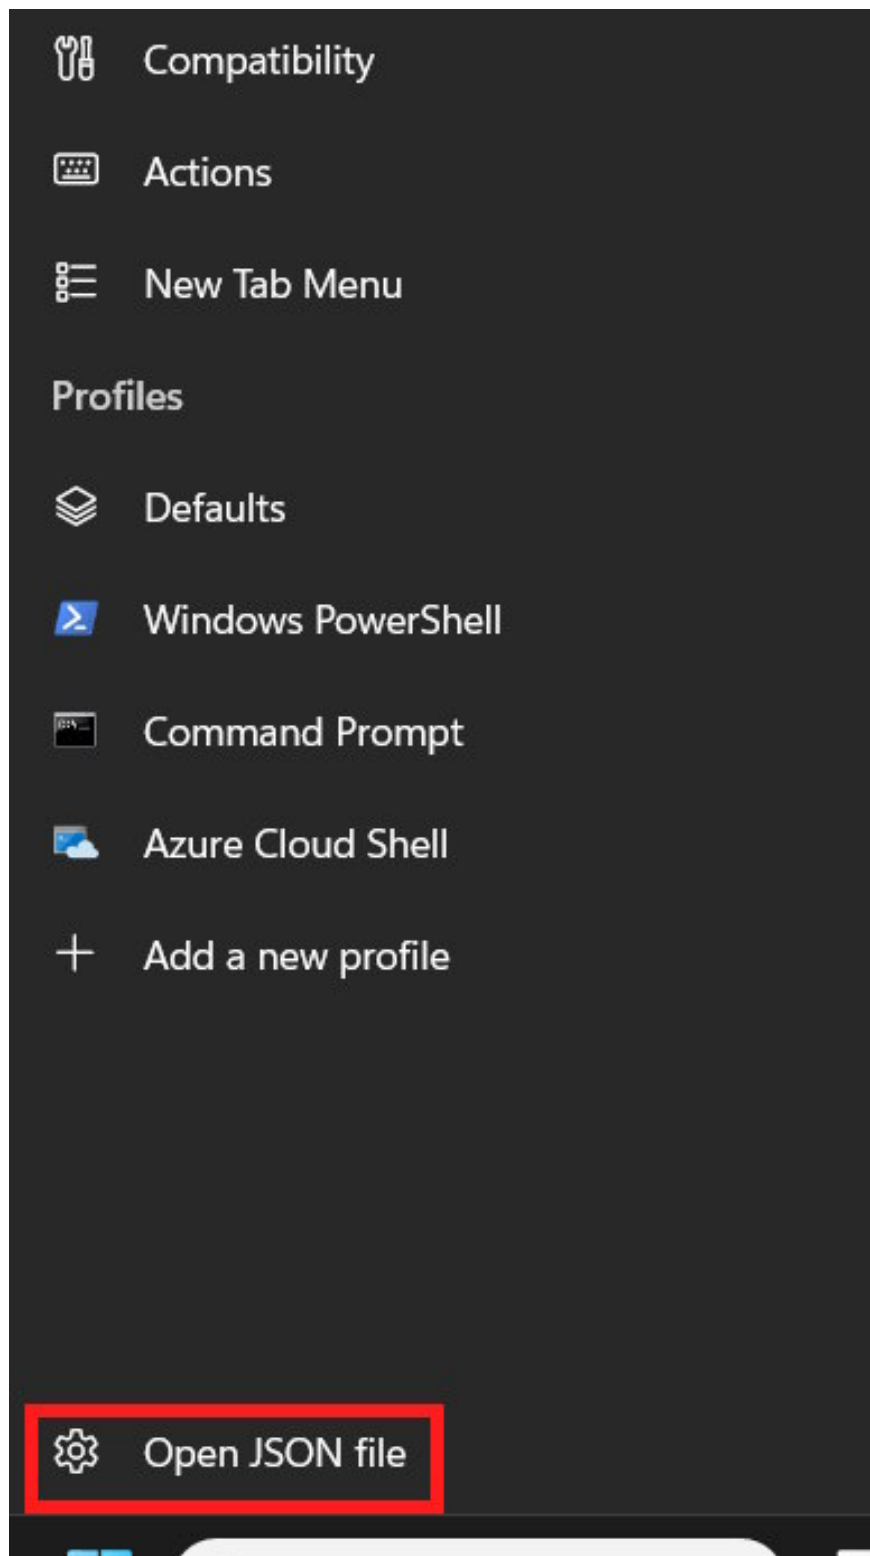 Compatibility
Actions
New Tab Menu
Profiles
Defaults
Windows PowerShell
Command Prompt
Azure Cloud Shell
Add a new profile
Open JSON file